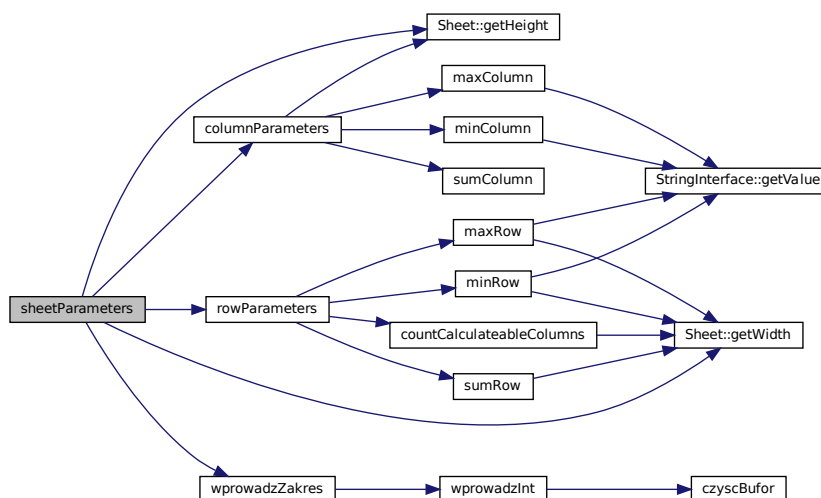 Sheet::getHeight
maxColumn
columnParameters
minColumn
sumColumn
StringInterface::getValue
maxRow
minRow
sheetParameters
rowParameters
countCalculateableColumns
Sheet::getWidth
sumRow
wprowadzZakres
wprowadzInt
czyscBufor